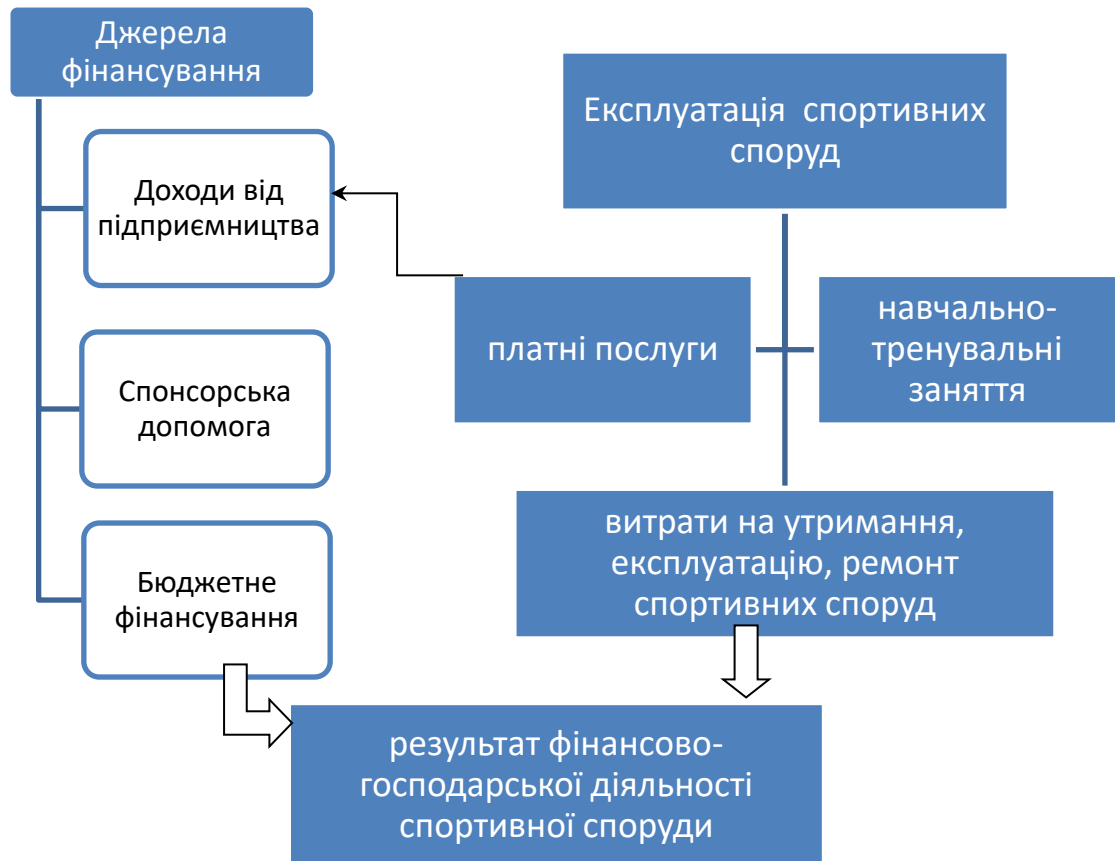 Джерела
фінансування
Доходи від
підприємництва
Спонсорська
допомога
Бюджетне
фінансування
Експлуатація спортивних
споруд
платні послуги
навчально-
тренувальні
заняття
витрати на утримання,
експлуатацію, ремонт
спортивних споруд
результат фінансово-
господарської діяльності
спортивної споруди